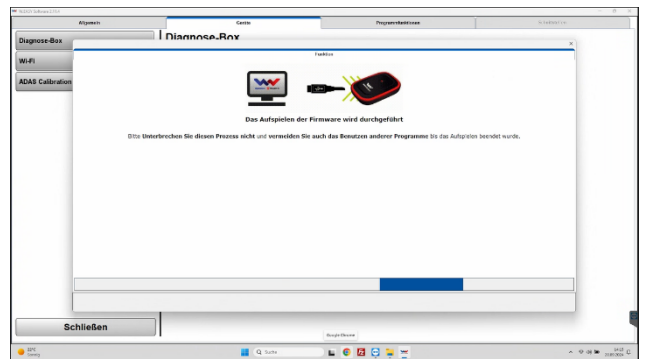 Allgemein
Geräte
Programmfunktionen
Diagnose-Box
Diagnose-Box
Wi-Fi
ADAS Calibration
Funktion
Das Aufspielen der Firmware wird durchgeführt
Bitte Unterbrechen Sie diesen Prozess nicht und vermeiden Sie auch das Benutzen anderer Programme bis das Aufspielen beendet wurde.
Schließen
Google Chrome
Suche